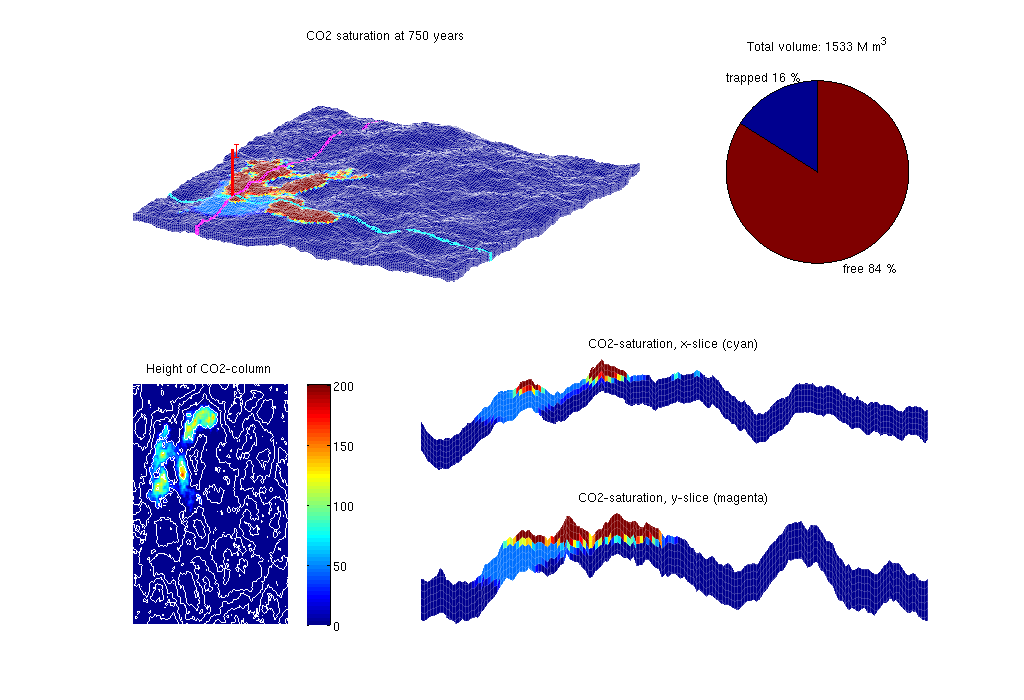 CO2 saturation at 750 years
Total volume: 1533 M m³
trapped 16 %
free 84 %
I
Height of CO2-column
200
150
100
50
0
CO2-saturation, x-slice (cyan)
CO2-saturation, y-slice (magenta)